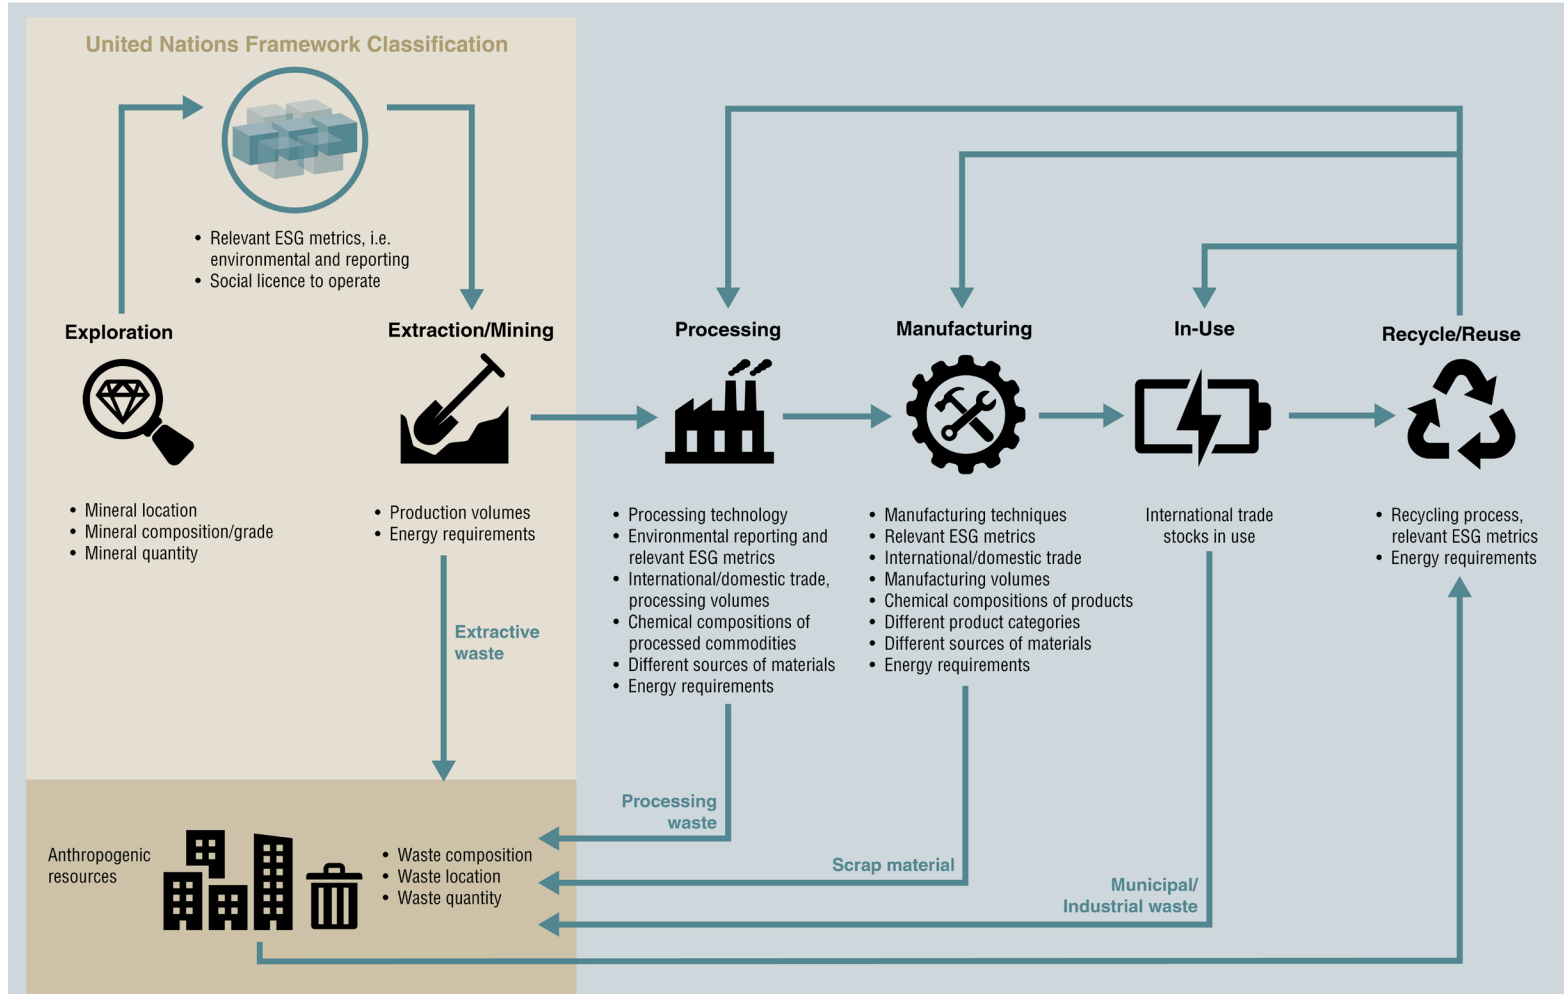 United Nations Framework Classification
• Relevant ESG metrics, i.e.
environmental and reporting
• Social licence to operate
Exploration
Extraction/Mining
Processing
Manufacturing
In-Use
Recycle/Reuse
• Mineral location
• Mineral composition/grade
• Mineral quantity
• Production volumes
• Energy requirements
• Processing technology
• Environmental reporting and
relevant ESG metrics
• International/domestic trade,
processing volumes
• Chemical compositions of
processed commodities
• Different sources of materials
• Energy requirements
• Manufacturing techniques
• Relevant ESG metrics
• International/domestic trade
• Manufacturing volumes
• Chemical compositions of products
• Different product categories
• Different sources of materials
• Energy requirements
International trade
stocks in use
• Recycling process,
relevant ESG metrics
• Energy requirements
Extractive
waste
Processing
waste
Scrap material
Municipal/
Industrial waste
Anthropogenic
resources
• Waste composition
• Waste location
• Waste quantity